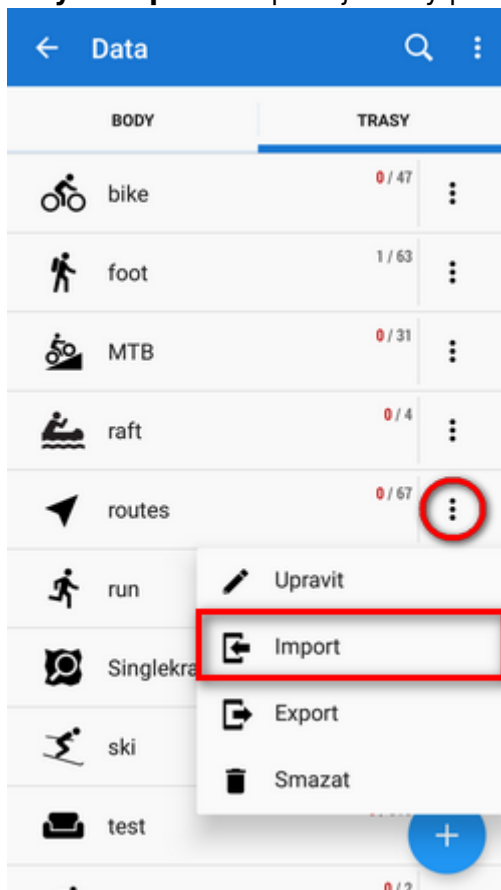 Data
BODY TRASY
bike 0 / 47
foot 1 / 63
MTB 0 / 31
raft 0 / 4
routes 0 / 67
run
Upravit
Import
Singlekra
Export
ski
Smazat
test
0 / 2